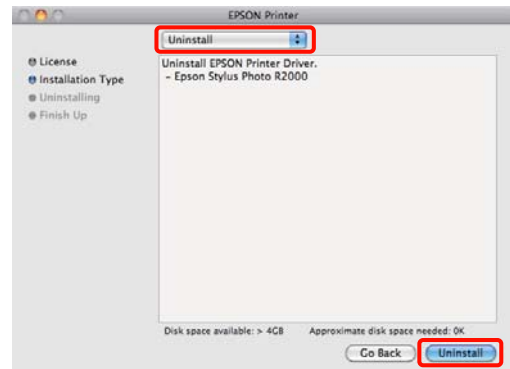 EPSON Printer
Uninstall
License
Installation Type
Uninstalling
Finish Up
Uninstall EPSON Printer Driver.
- Epson Stylus Photo R2000
Disk space available: > 4GB Approximate disk space needed: 0K
Go Back Uninstall